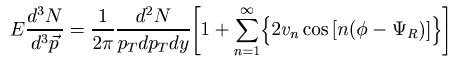 E\frac{d^3N}{d^3\vec{p}} = \frac{1}{2\pi}\frac{d^2N}{p_T dp_T dy}\left[1 + \sum_{n=1}^{\infty}\left\{2v_n \cos\left[n(\phi - \Psi_R)\right]\right\}\right]